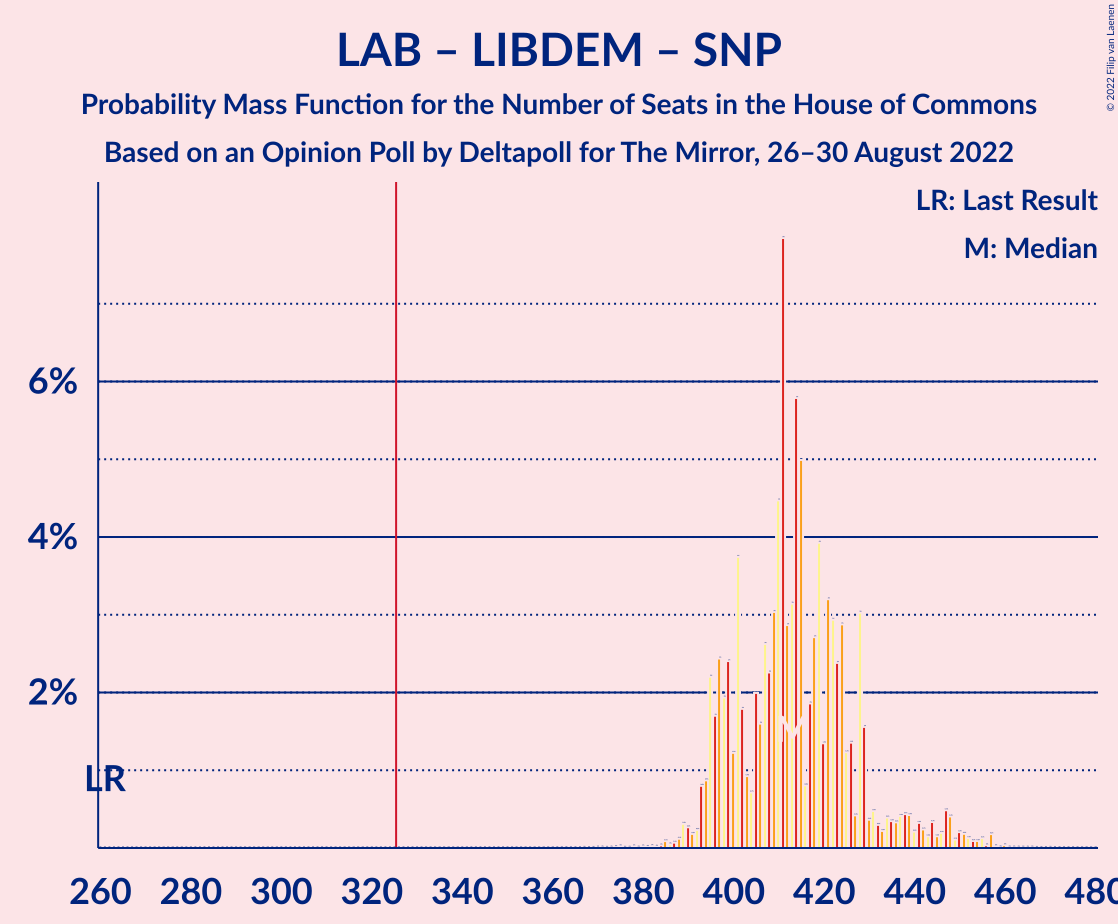 LAB – LIBDEM – SNP
Probability Mass Function for the Number of Seats in the House of Commons
Based on an Opinion Poll by Deltapoll for The Mirror, 26–30 August 2022
© 2022 Filip van Laenen
LR: Last Result
M: Median
6%
4%
2%
M
LR
260 280 300 320 340 360 380 400 420 440 460 480